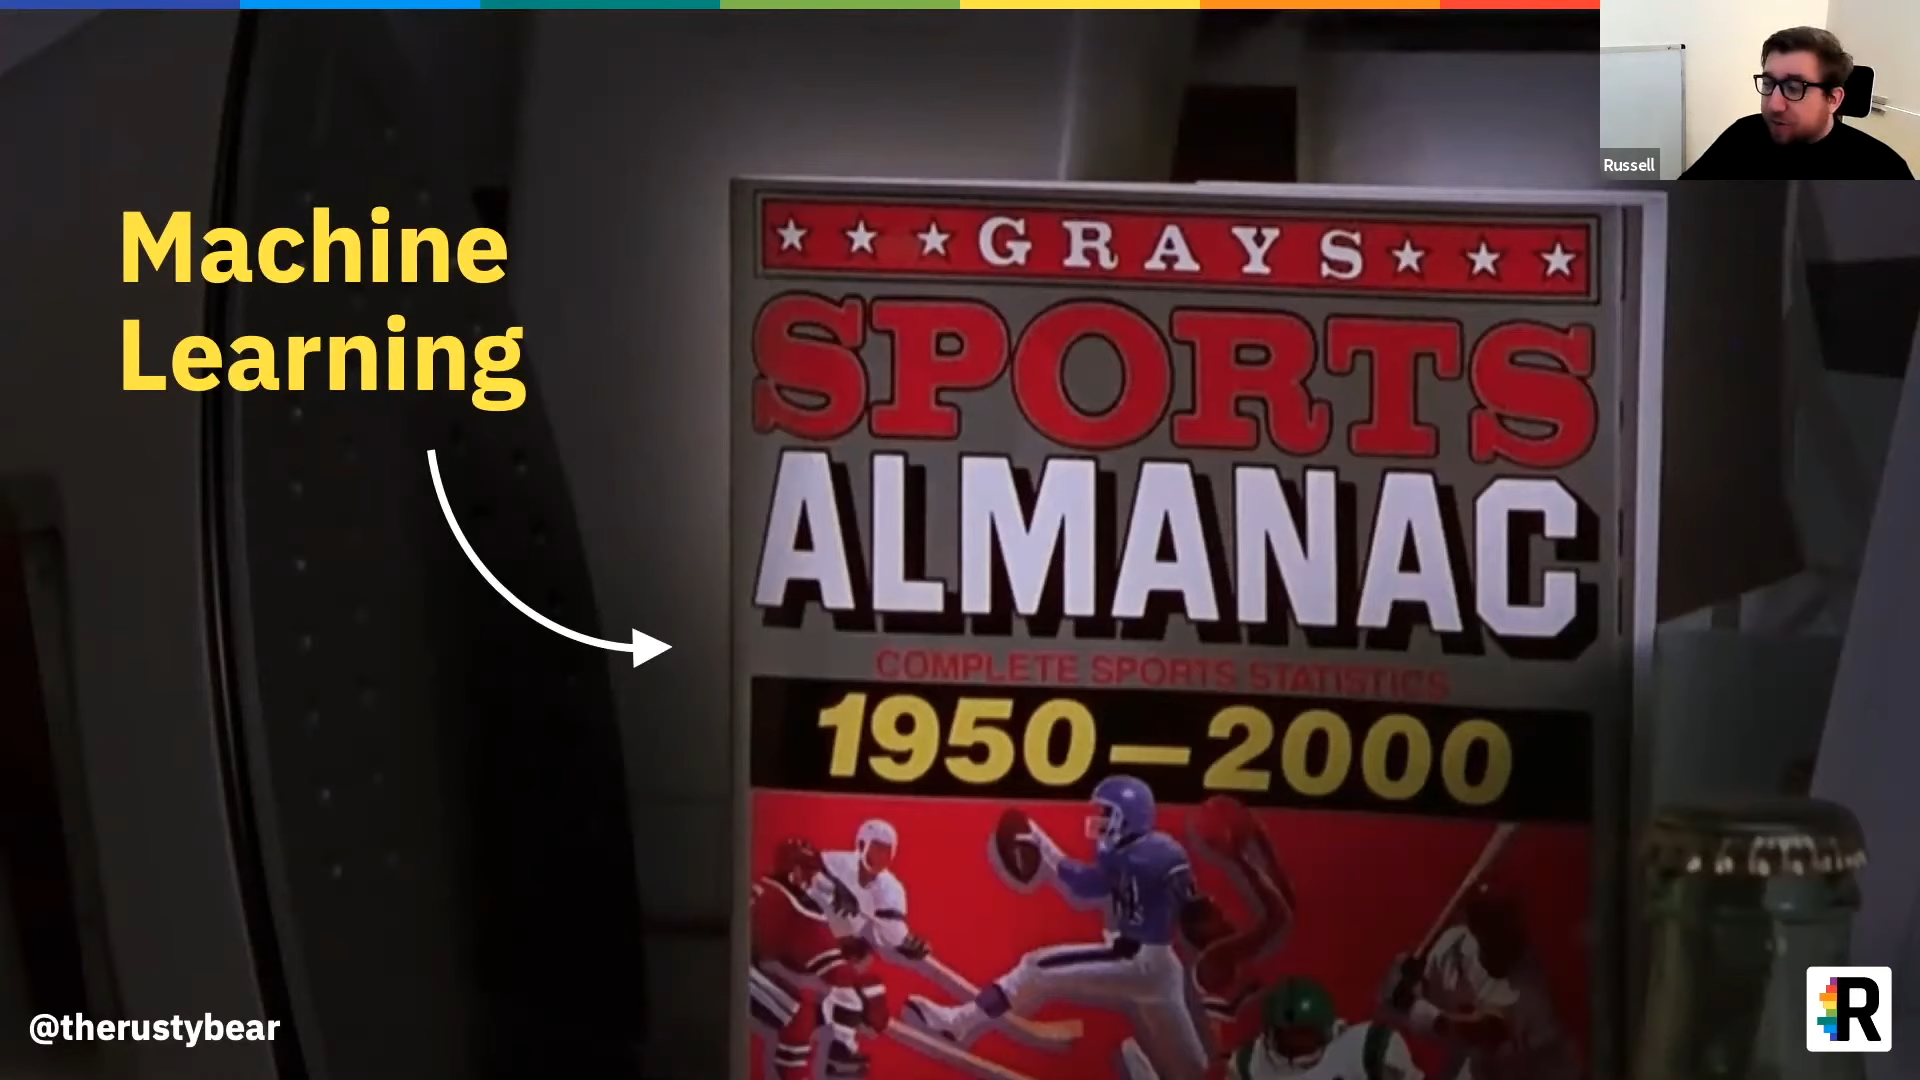 Machine
Learning
★ ★ ★ GRAYS ★ ★ ★
SPORTS
ALMANAC
COMPLETE SPORTS STATISTICS
1950–2000
Russell
@therustybear
R